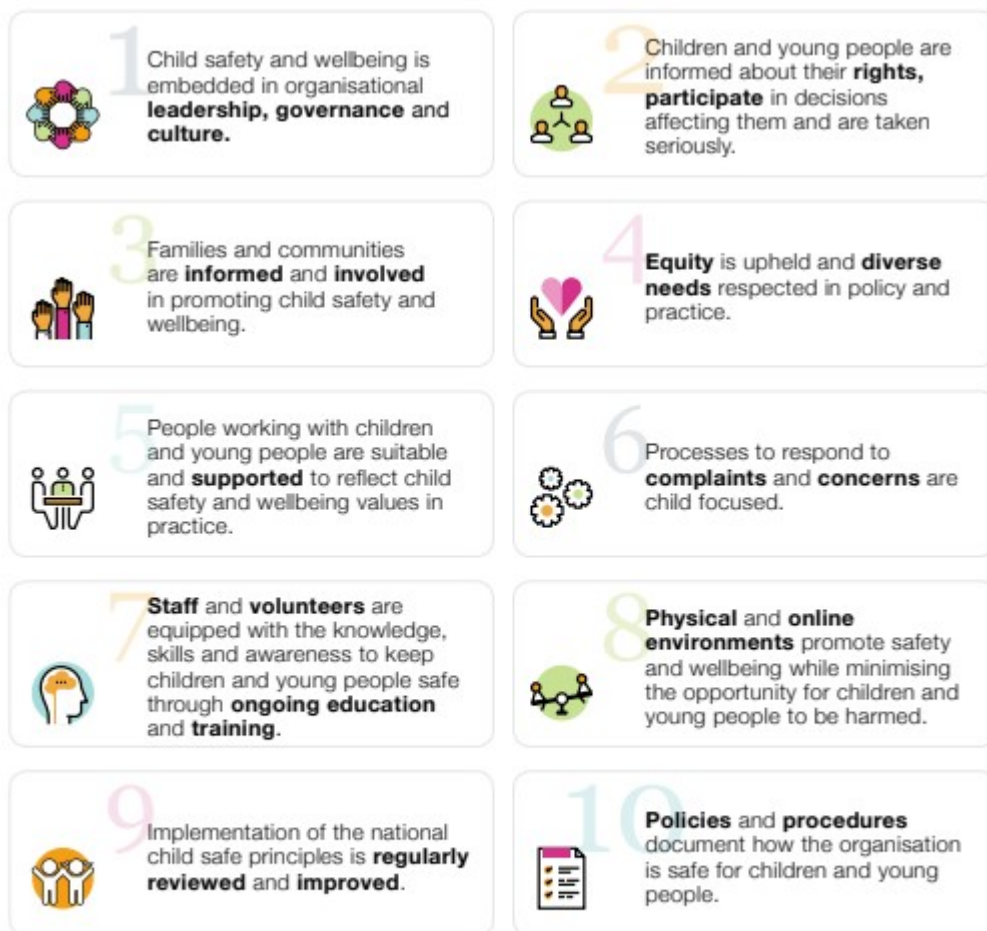 1
Child safety and wellbeing is
embedded in organisational
leadership, governance and
culture.
2
Children and young people are
informed about their rights,
participate in decisions
affecting them and are taken
seriously.
3
Families and communities
are informed and involved
in promoting child safety and
wellbeing.
4
Equity is upheld and diverse
needs respected in policy and
practice.
5
People working with children
and young people are suitable
and supported to reflect child
safety and wellbeing values in
practice.
6
Processes to respond to
complaints and concerns are
child focused.
7
Staff and volunteers are
equipped with the knowledge,
skills and awareness to keep
children and young people safe
through ongoing education
and training.
8
Physical and online
environments promote safety
and wellbeing while minimising
the opportunity for children and
young people to be harmed.
9
Implementation of the national
child safe principles is regularly
reviewed and improved.
10
Policies and procedures
document how the organisation
is safe for children and young
people.